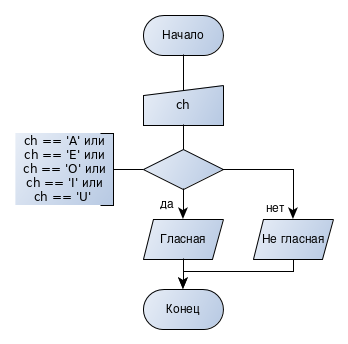 Начало
ch
ch == 'A' или
ch == 'E' или
ch == 'O' или
ch == 'I' или
ch == 'U'
да
нет
Гласная
Не гласная
Конец